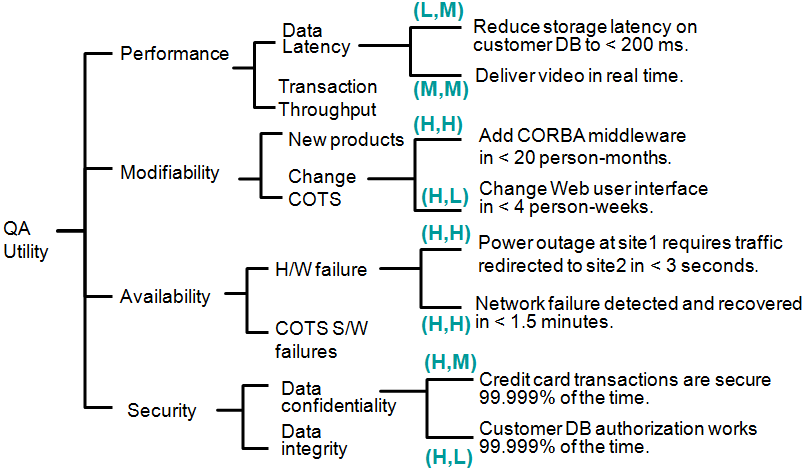 QA
Utility
Performance
Data
Latency
(L,M)
Reduce storage latency on
customer DB to < 200 ms.
(M,M)
Deliver video in real time.
Transaction
Throughput
Modifiability
New products
Change
COTS
(H,H)
Add CORBA middleware
in < 20 person-months.
(H,L)
Change Web user interface
in < 4 person-weeks.
Availability
H/W failure
(H,H)
Power outage at site1 requires traffic
redirected to site2 in < 3 seconds.
(H,H)
Network failure detected and recovered
in < 1.5 minutes.
COTS S/W
failures
Security
Data
confidentiality
(H,M)
Credit card transactions are secure
99.999% of the time.
(H,L)
Customer DB authorization works
99.999% of the time.
Data
integrity